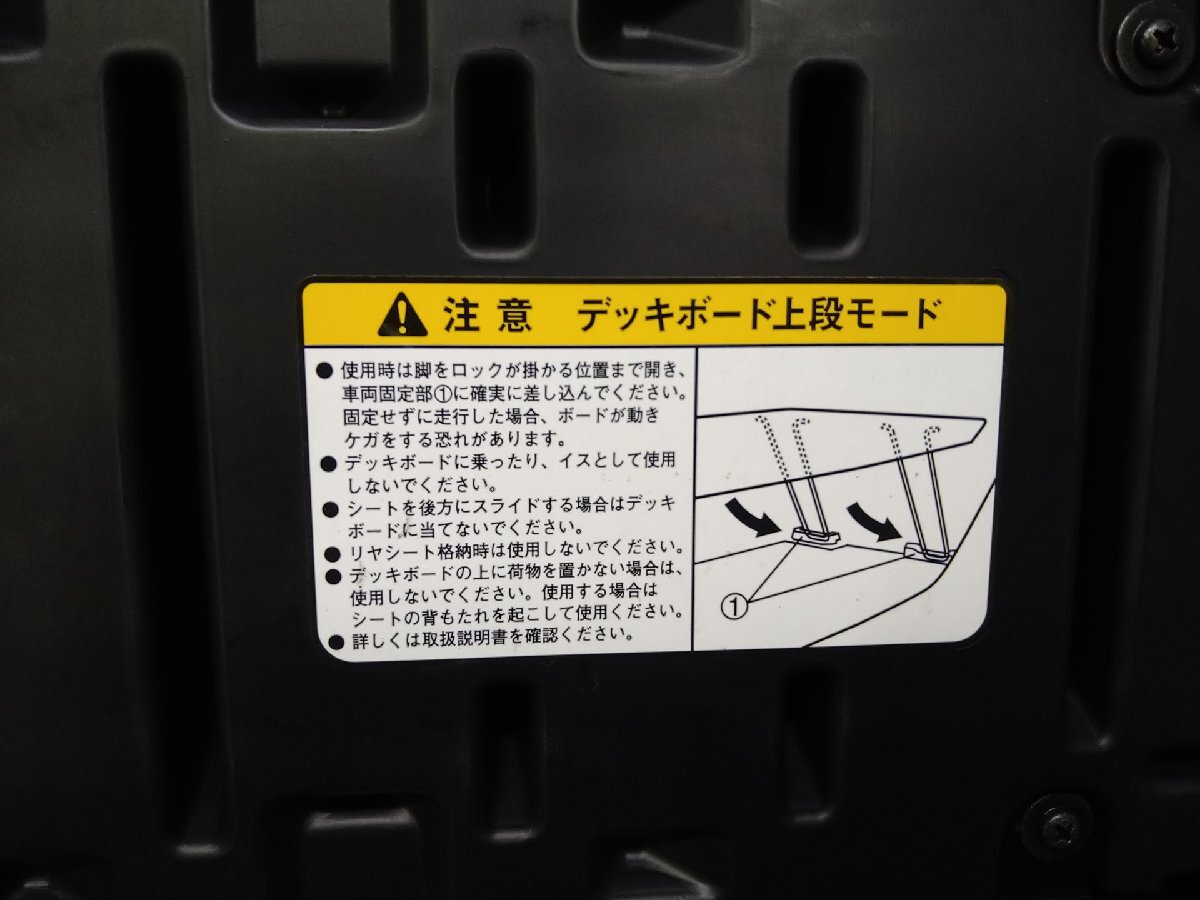 注意 デッキボード上段モード
● 使用時は脚をロックが掛かる位置まで開き、
車両固定部①に確実に差し込んでください。
固定せずに走行した場合、ボードが動き
ケガをする恐れがあります。
● デッキボードに乗ったり、イスとして使用
しないでください。
● シートを後方にスライドする場合はデッキ
ボードに当てないでください。
● リヤシート格納時は使用しないでください。
● デッキボードの上に荷物を置かない場合は、
使用しないでください。使用する場合は
シートの背もたれを起こして使用ください。
● 詳しくは取扱説明書を確認ください。
①